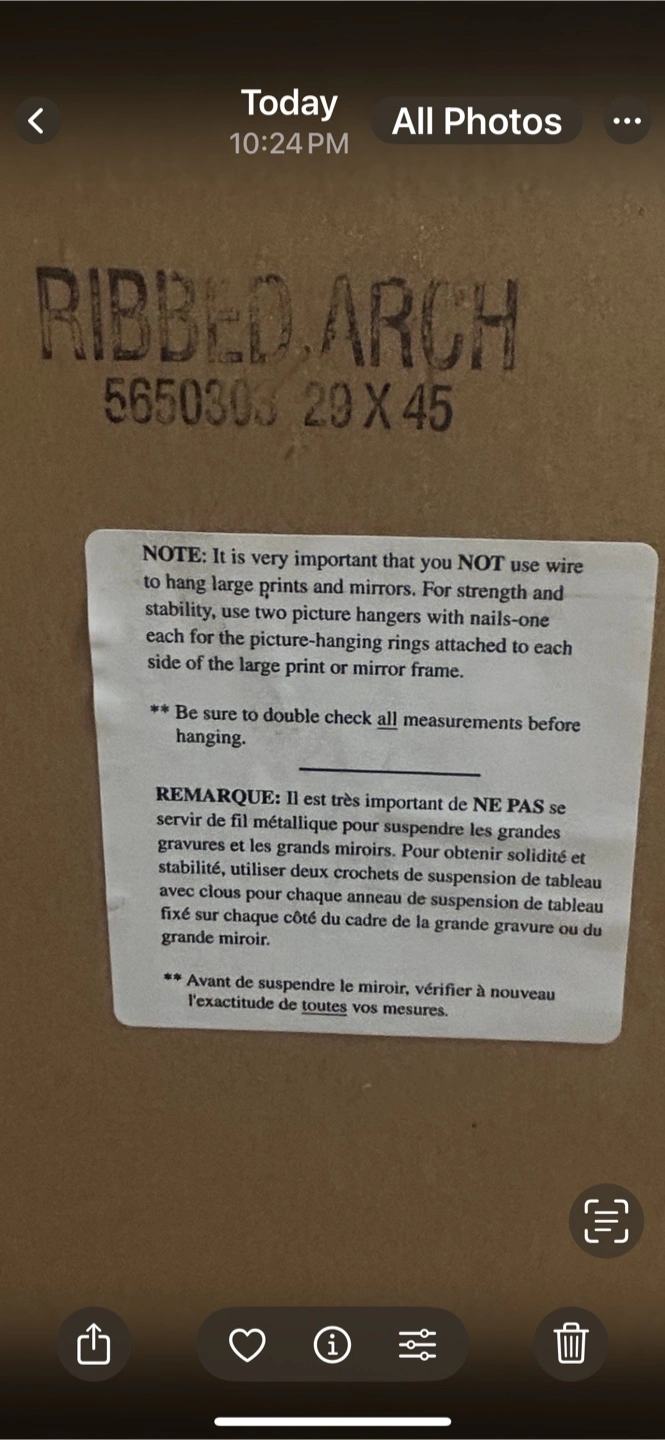 Today
10:24 PM
All Photos
RIBBED.ARCH
29 X 45
NOTE: It is very important that you NOT use wire
to hang large prints and mirrors. For strength and
stability, use two picture hangers with nails-one
each for the picture-hanging rings attached to each
side of the large print or mirror frame.
** Be sure to double check all measurements before
hanging.
REMARQUE: Il est très important de NE PAS se
servir de fil métallique pour suspendre les grandes
gravures et les grands miroirs. Pour obtenir solidité et
stabilité, utiliser deux crochets de suspension de tableau
avec clous pour chaque anneau de suspension de tableau
fixé sur chaque côté du cadre de la grande gravure ou du
grande miroir.
** Avant de suspendre le miroir, vérifier à nouveau
l'exactitude de toutes vos mesures.